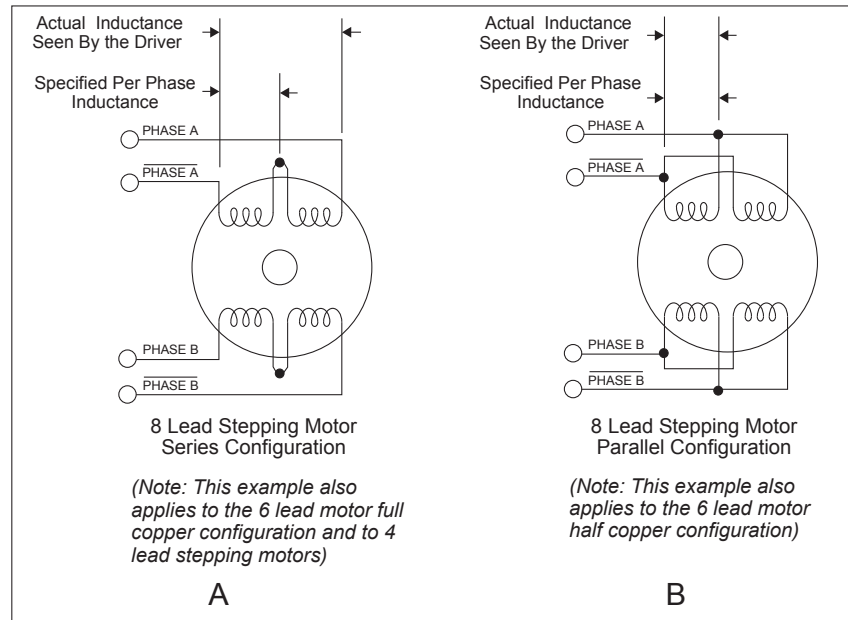 Actual Inductance
Seen By the Driver
Specified Per Phase
Inductance
PHASE A
PHASE A
PHASE B
PHASE B
8 Lead Stepping Motor
Series Configuration
(Note: This example also
applies to the 6 lead motor full
copper configuration and to 4
lead stepping motors)
A
Actual Inductance
Seen By the Driver
Specified Per Phase
Inductance
PHASE A
PHASE A
PHASE B
PHASE B
8 Lead Stepping Motor
Parallel Configuration
(Note: This example also
applies to the 6 lead motor
half copper configuration)
B